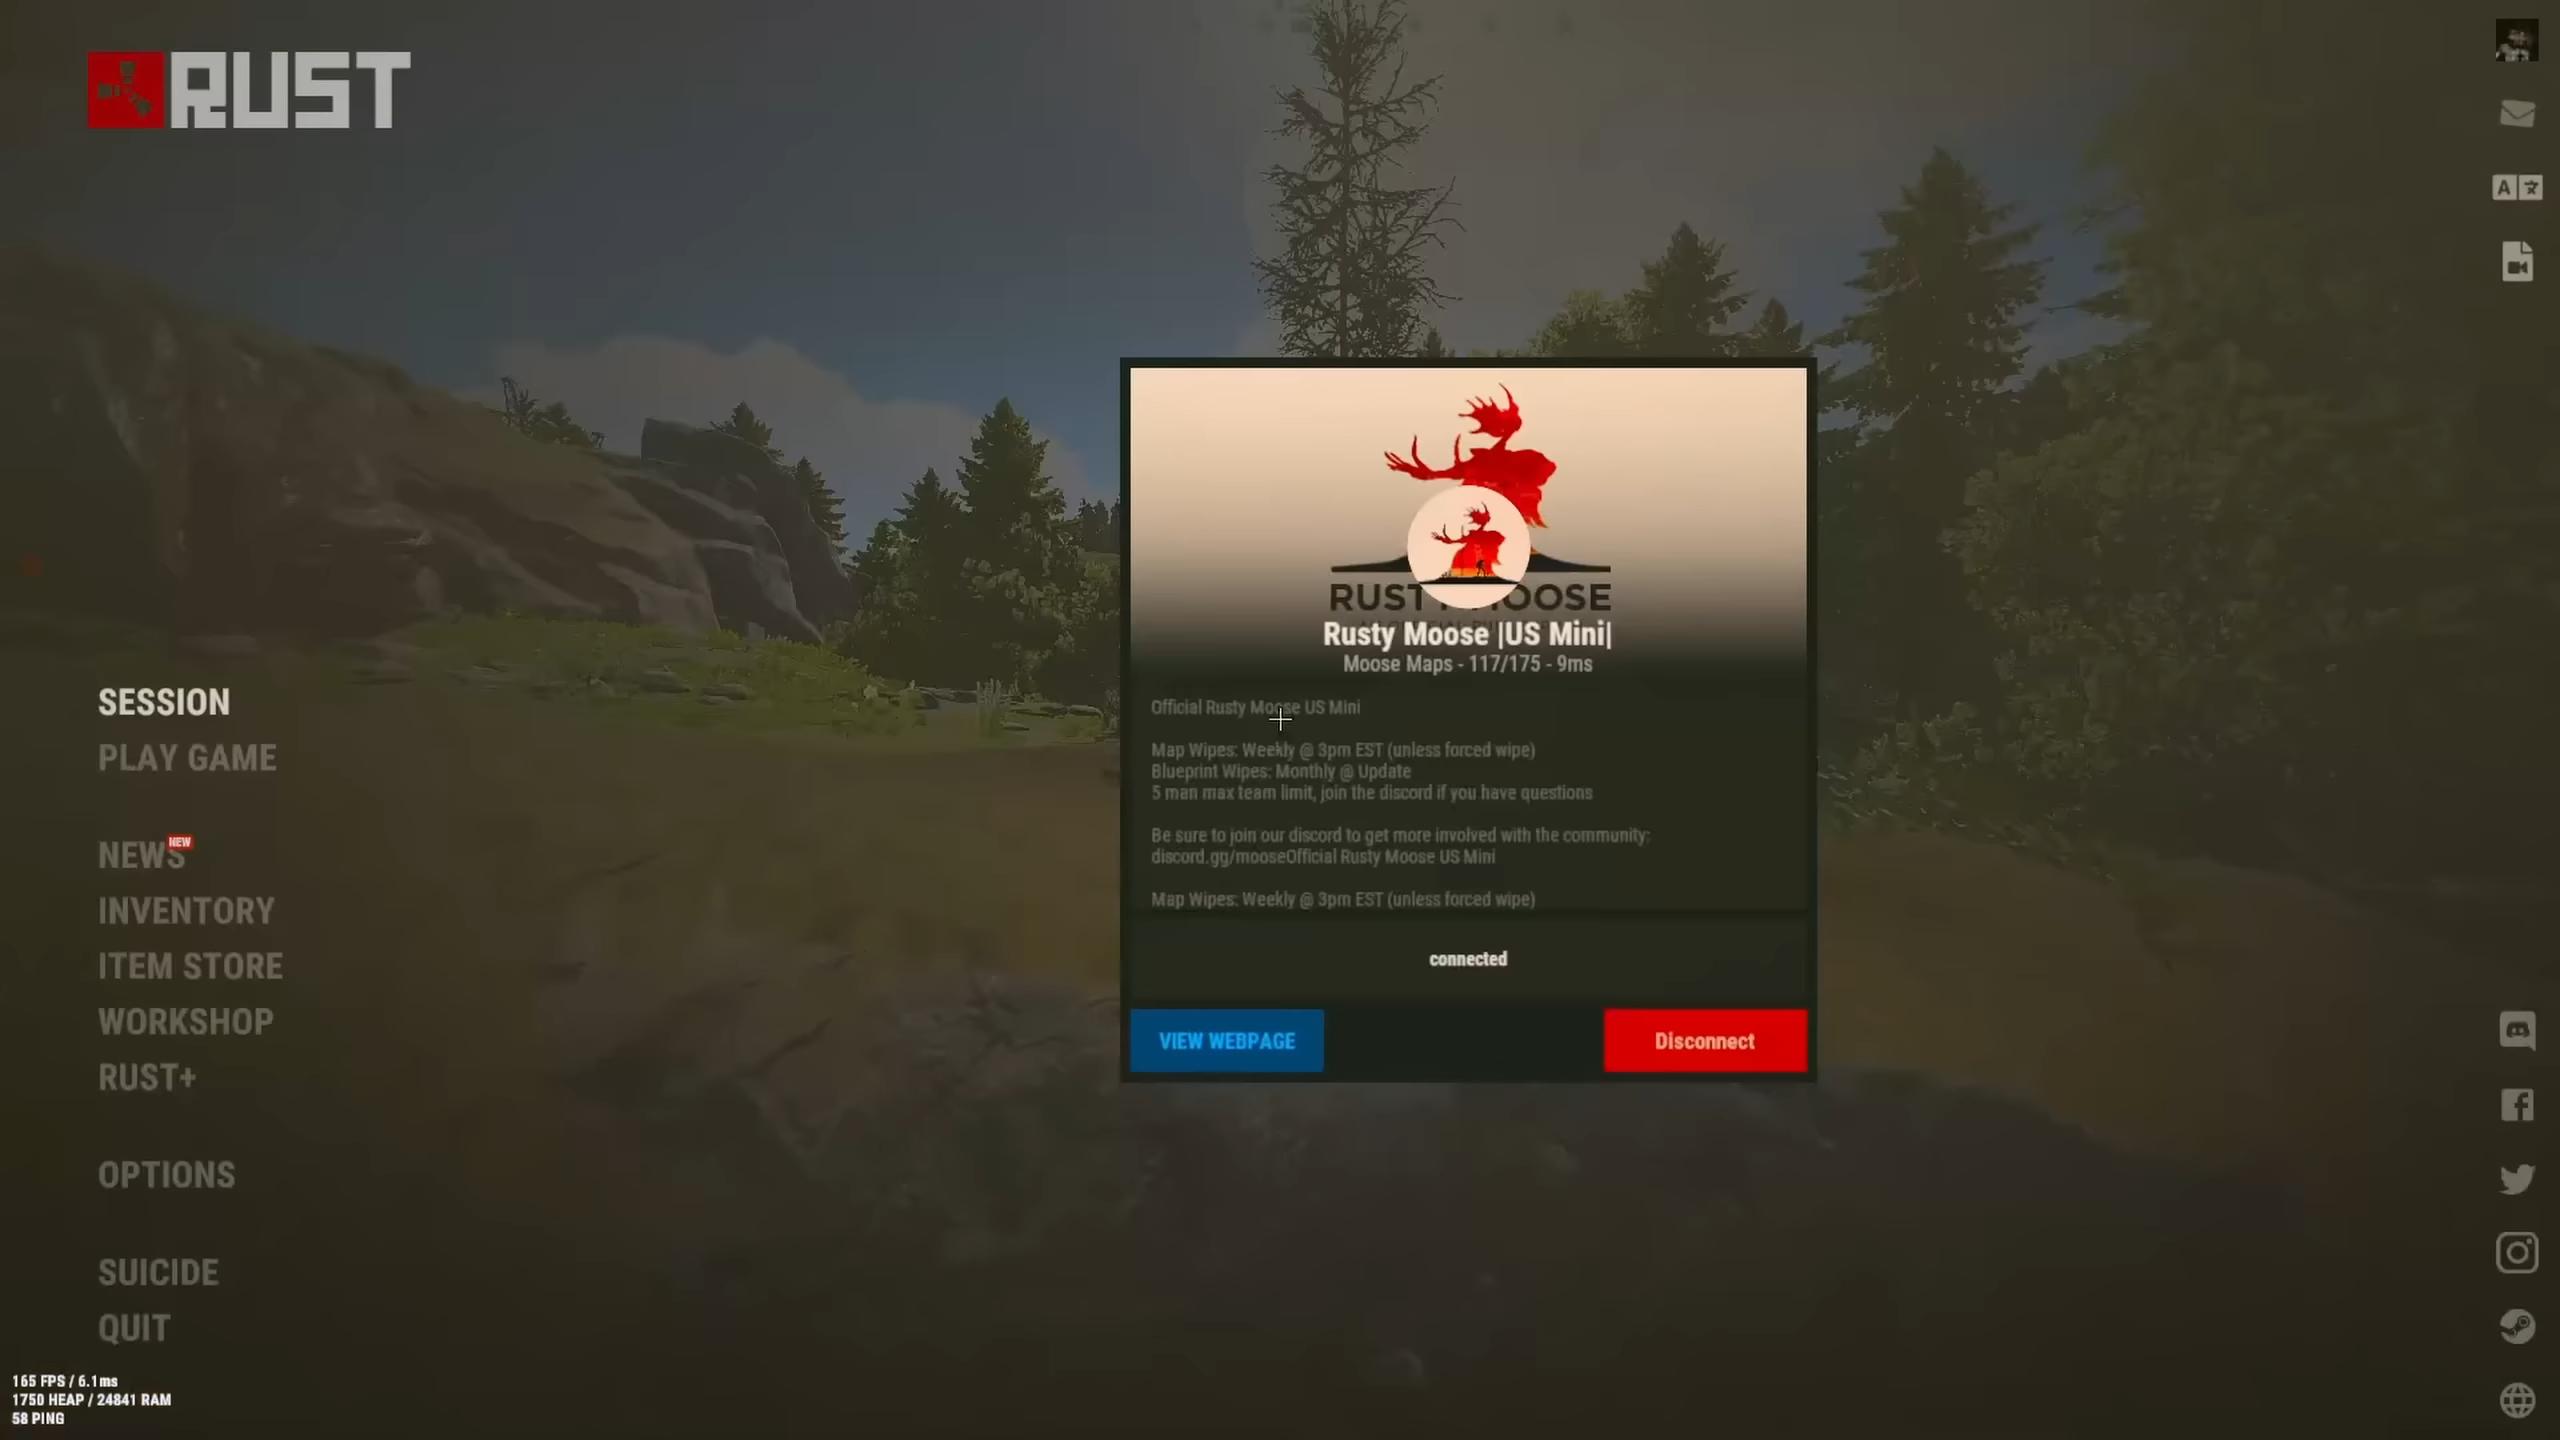 RUST
SESSION
PLAY GAME
NEWS
NEW
INVENTORY
ITEM STORE
WORKSHOP
RUST+
OPTIONS
SUICIDE
QUIT
165 FPS / 6.1ms
1750 HEAP / 24841 RAM
58 PING
Rusty Moose |US Mini|
Moose Maps - 117/175 - 9ms
Official Rusty Moose US Mini
Map Wipes: Weekly @ 3pm EST (unless forced wipe)
Blueprint Wipes: Monthly @ Update
5 man max team limit, join the discord if you have questions
Be sure to join our discord to get more involved with the community:
discord.gg/mooseOfficial Rusty Moose US Mini
Map Wipes: Weekly @ 3pm EST (unless forced wipe)
connected
VIEW WEBPAGE
Disconnect